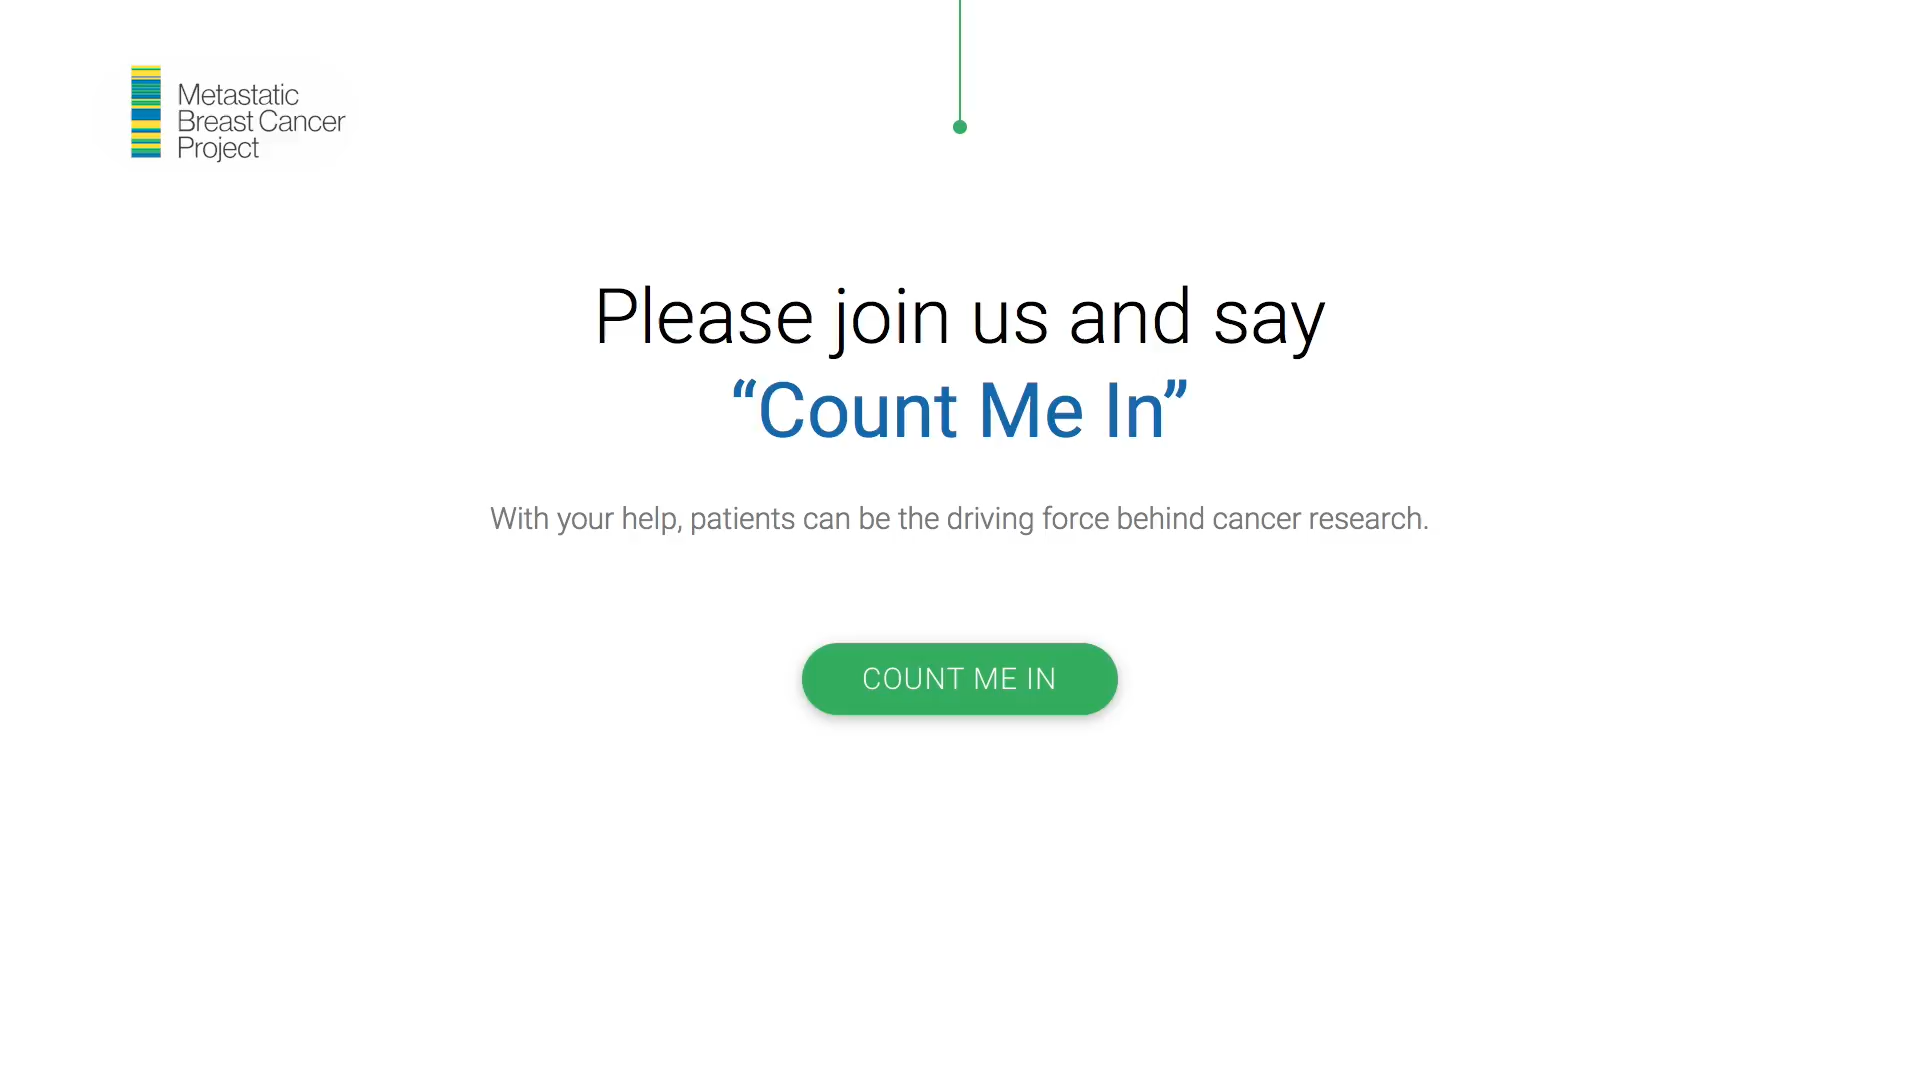 Metastatic
Breast Cancer
Project
Please join us and say
“Count Me In”
With your help, patients can be the driving force behind cancer research.
COUNT ME IN